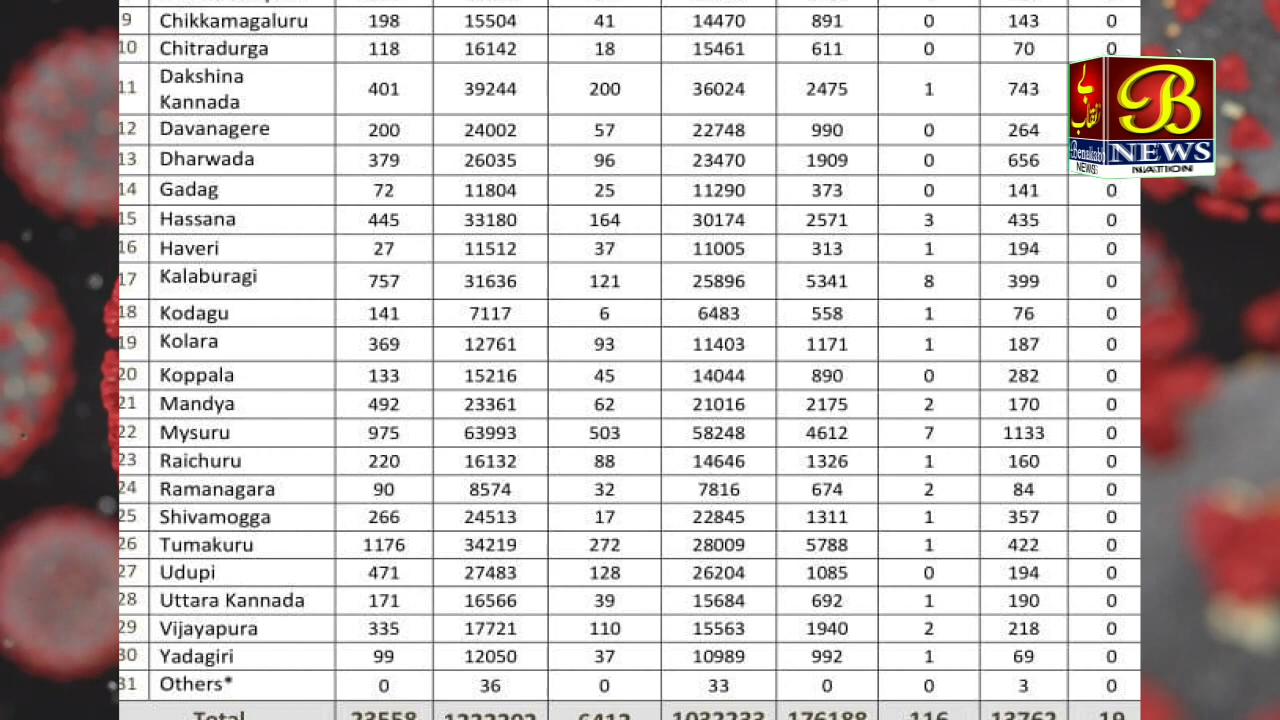 9 Chikkamagaluru 198 15504 41 14470 891 0 143 0
10 Chitradurga 118 16142 18 15461 611 0 70 0
11 Dakshina Kannada 401 39244 200 36024 2475 1 743
12 Davanagere 200 24002 57 22748 990 0 264
13 Dharwada 379 26035 96 23470 1909 0 656
14 Gadag 72 11804 25 11290 373 0 141 0
15 Hassana 445 33180 164 30174 2571 3 435 0
16 Haveri 27 11512 37 11005 313 1 194 0
17 Kalaburagi 757 31636 121 25896 5341 8 399 0
18 Kodagu 141 7117 6 6483 558 1 76 0
19 Kolara 369 12761 93 11403 1171 1 187 0
20 Koppala 133 15216 45 14044 890 0 282 0
21 Mandya 492 23361 62 21016 2175 2 170 0
22 Mysuru 975 63993 503 58248 4612 7 1133 0
23 Raichuru 220 16132 88 14646 1326 1 160 0
24 Ramanagara 90 8574 32 7816 674 2 84 0
25 Shivamogga 266 24513 17 22845 1311 1 357 0
26 Tumakuru 1176 34219 272 28009 5788 1 422 0
27 Udupi 471 27483 128 26204 1085 0 194 0
28 Uttara Kannada 171 16566 39 15684 692 1 190 0
29 Vijayapura 335 17721 110 15563 1940 2 218 0
30 Yadagiri 99 12050 37 10989 992 1 69 0
31 Others* 0 36 0 33 0 0 3 0
Total 23558 1222202 6412 1032233 176188 116 13762 19
بے نقاب
B
Benaikab NEWS
NEWS
NATION